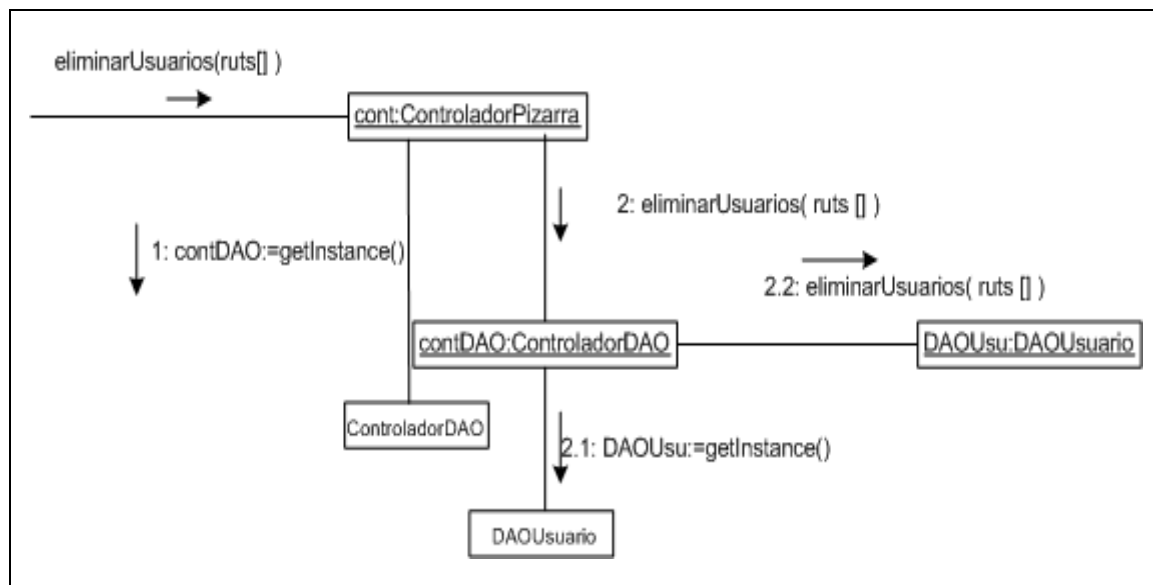 eliminarUsuarios(ruts[] )
cont:ControladorPizarra
2: eliminarUsuarios( ruts [] )
1: contDAO:=getInstance()
2.2: eliminarUsuarios( ruts [] )
contDAO:ControladorDAO
DAOUsu:DAOUsuario
ControladorDAO
2.1: DAOUsu:=getInstance()
DAOUsuario